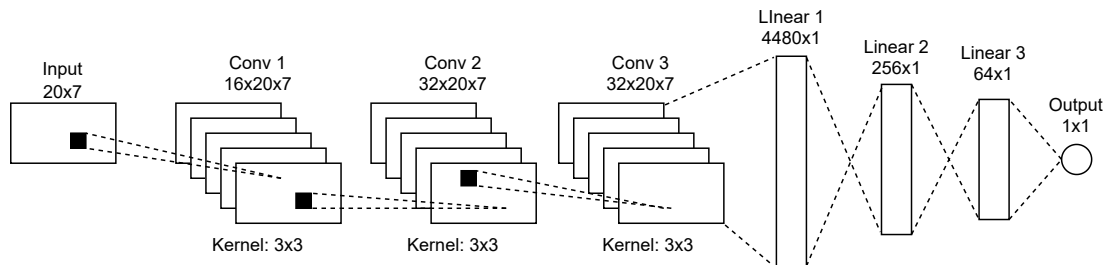 Input
20x7
Conv 1
16x20x7
Conv 2
32x20x7
Conv 3
32x20x7
LInear 1
4480x1
Linear 2
256x1
Linear 3
64x1
Output
1x1
Kernel: 3x3
Kernel: 3x3
Kernel: 3x3